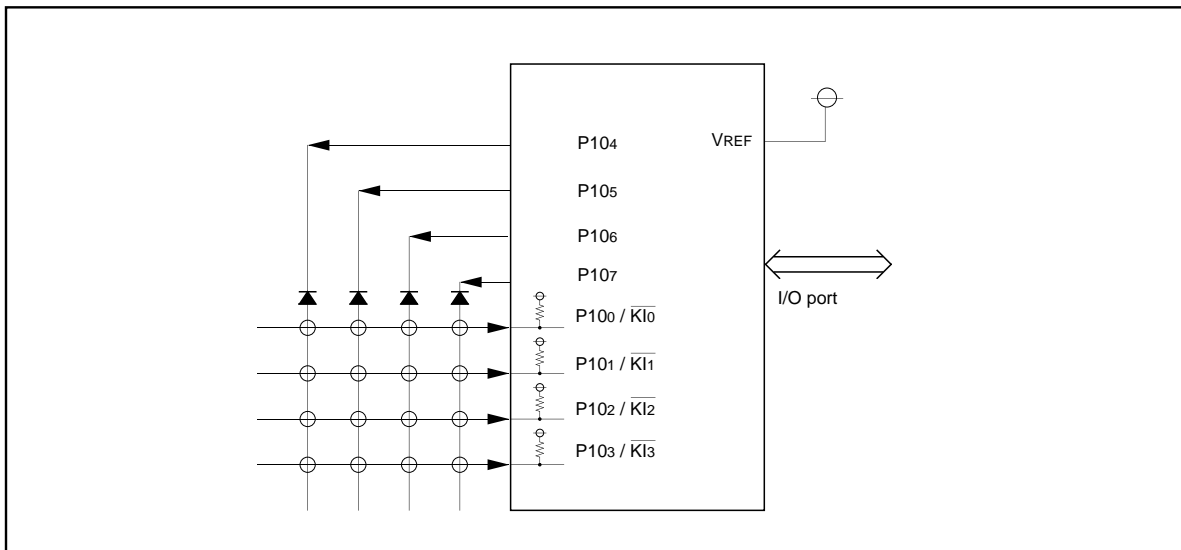 P104
VREF
P105
P106
P107
I/O port
P100 / KI0
P101 / KI1
P102 / KI2
P103 / KI3